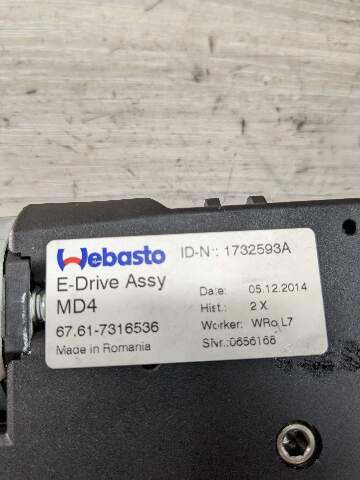 Webasto ID-N:: 1732593A
E-Drive Assy
MD4
Date: 05.12.2014
Hist.: 2 X
67.61-7316536 Worker: WRo L7
Made in Romania SNr.:0656168